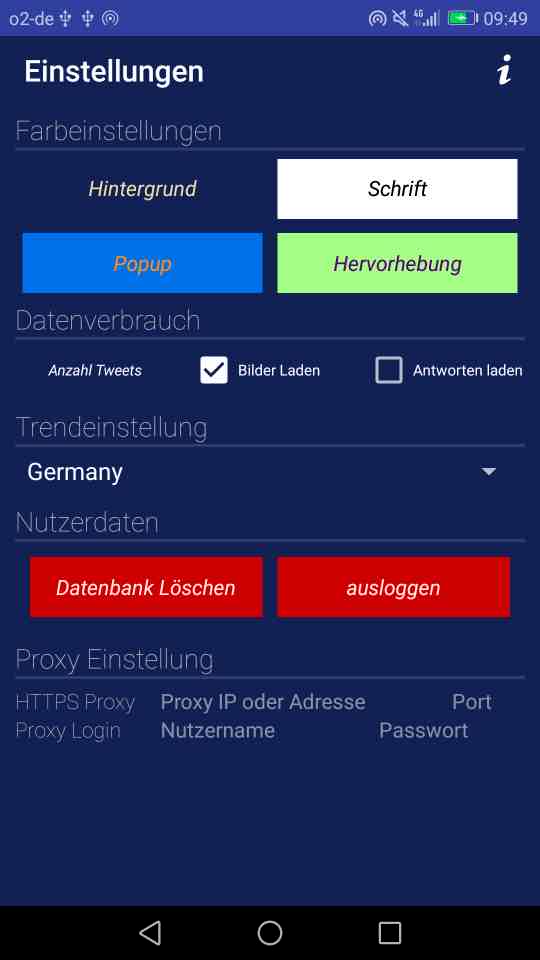 o2-de 4G 09:49
Einstellungen i
Farbeinstellungen
Hintergrund Schrift
Popup Hervorhebung
Datenverbrauch
Anzahl Tweets Bilder Laden Antworten laden
Trendeinstellung
Germany
Nutzerdaten
Datenbank Löschen ausloggen
Proxy Einstellung
HTTPS Proxy Proxy IP oder Adresse Port
Proxy Login Nutzername Passwort